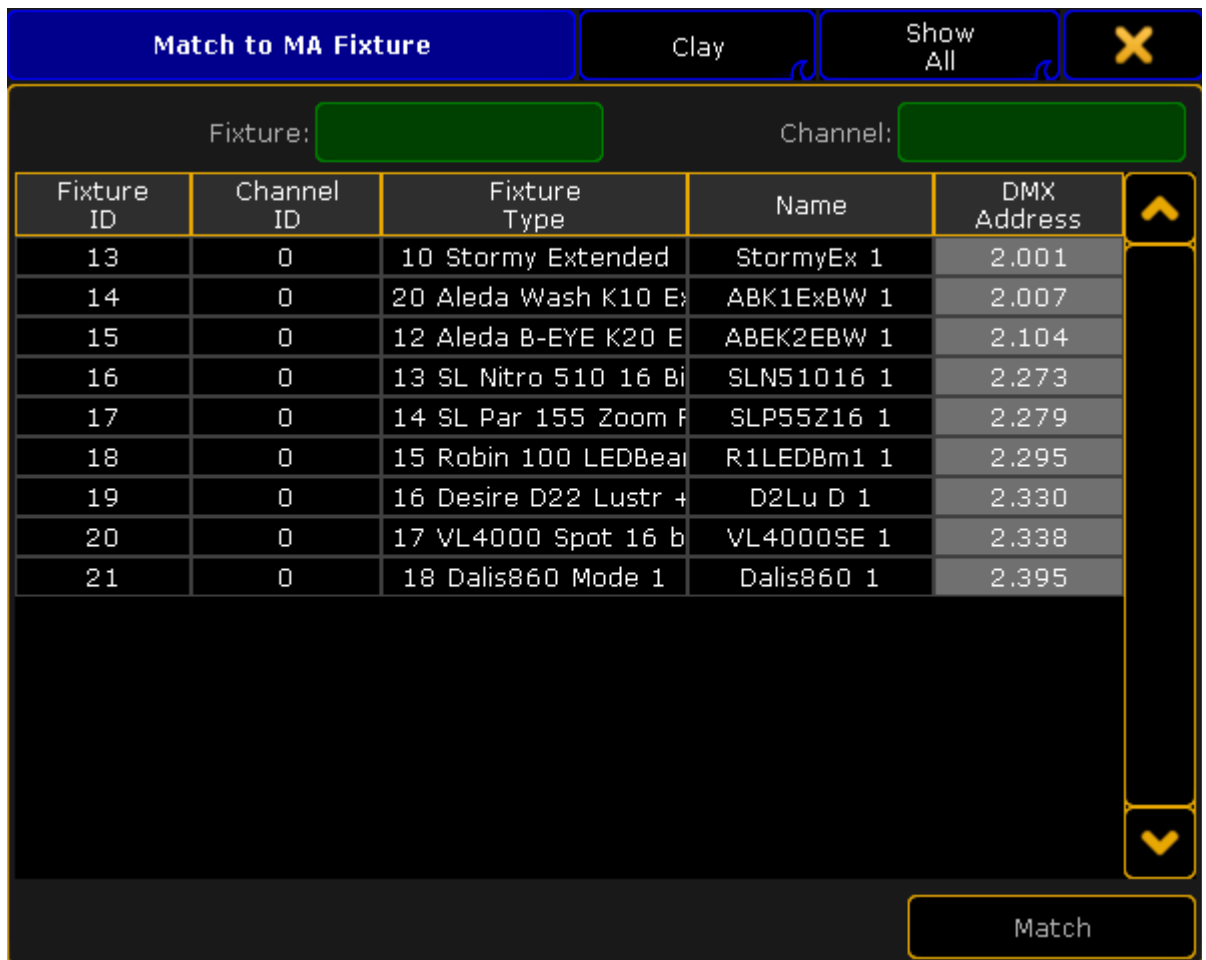 Match to MA Fixture Clay Show All
Fixture: Channel:
Fixture ID Channel ID Fixture Type Name DMX Address
13 0 10 Stormy Extended StormyEx 1 2.001
14 0 20 Aleda Wash K10 Ex ABK1ExBW 1 2.007
15 0 12 Aleda B-EYE K20 E ABEK2EBW 1 2.104
16 0 13 SL Nitro 510 16 Bi SLN51016 1 2.273
17 0 14 SL Par 155 Zoom SLP55Z16 1 2.279
18 0 15 Robin 100 LEDBea R1LEDBm1 1 2.295
19 0 16 Desire D22 Lustr + D2Lu D 1 2.330
20 0 17 VL4000 Spot 16 b VL4000SE 1 2.338
21 0 18 Dalis860 Mode 1 Dalis860 1 2.395
Match